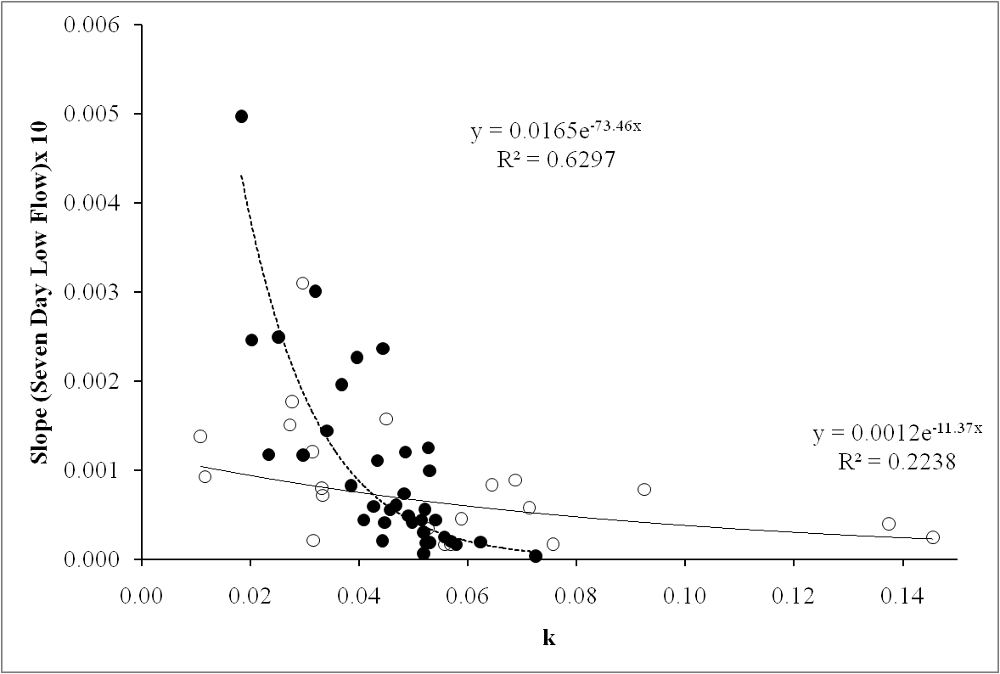 0.006
0.005
0.004
0.003
0.002
0.001
0.000
Slope (Seven Day Low Flow)x 10
y = 0.0165e^-73.46x
R² = 0.6297
y = 0.0012e^-11.37x
R² = 0.2238
0.00 0.02 0.04 0.06 0.08 0.10 0.12 0.14
k